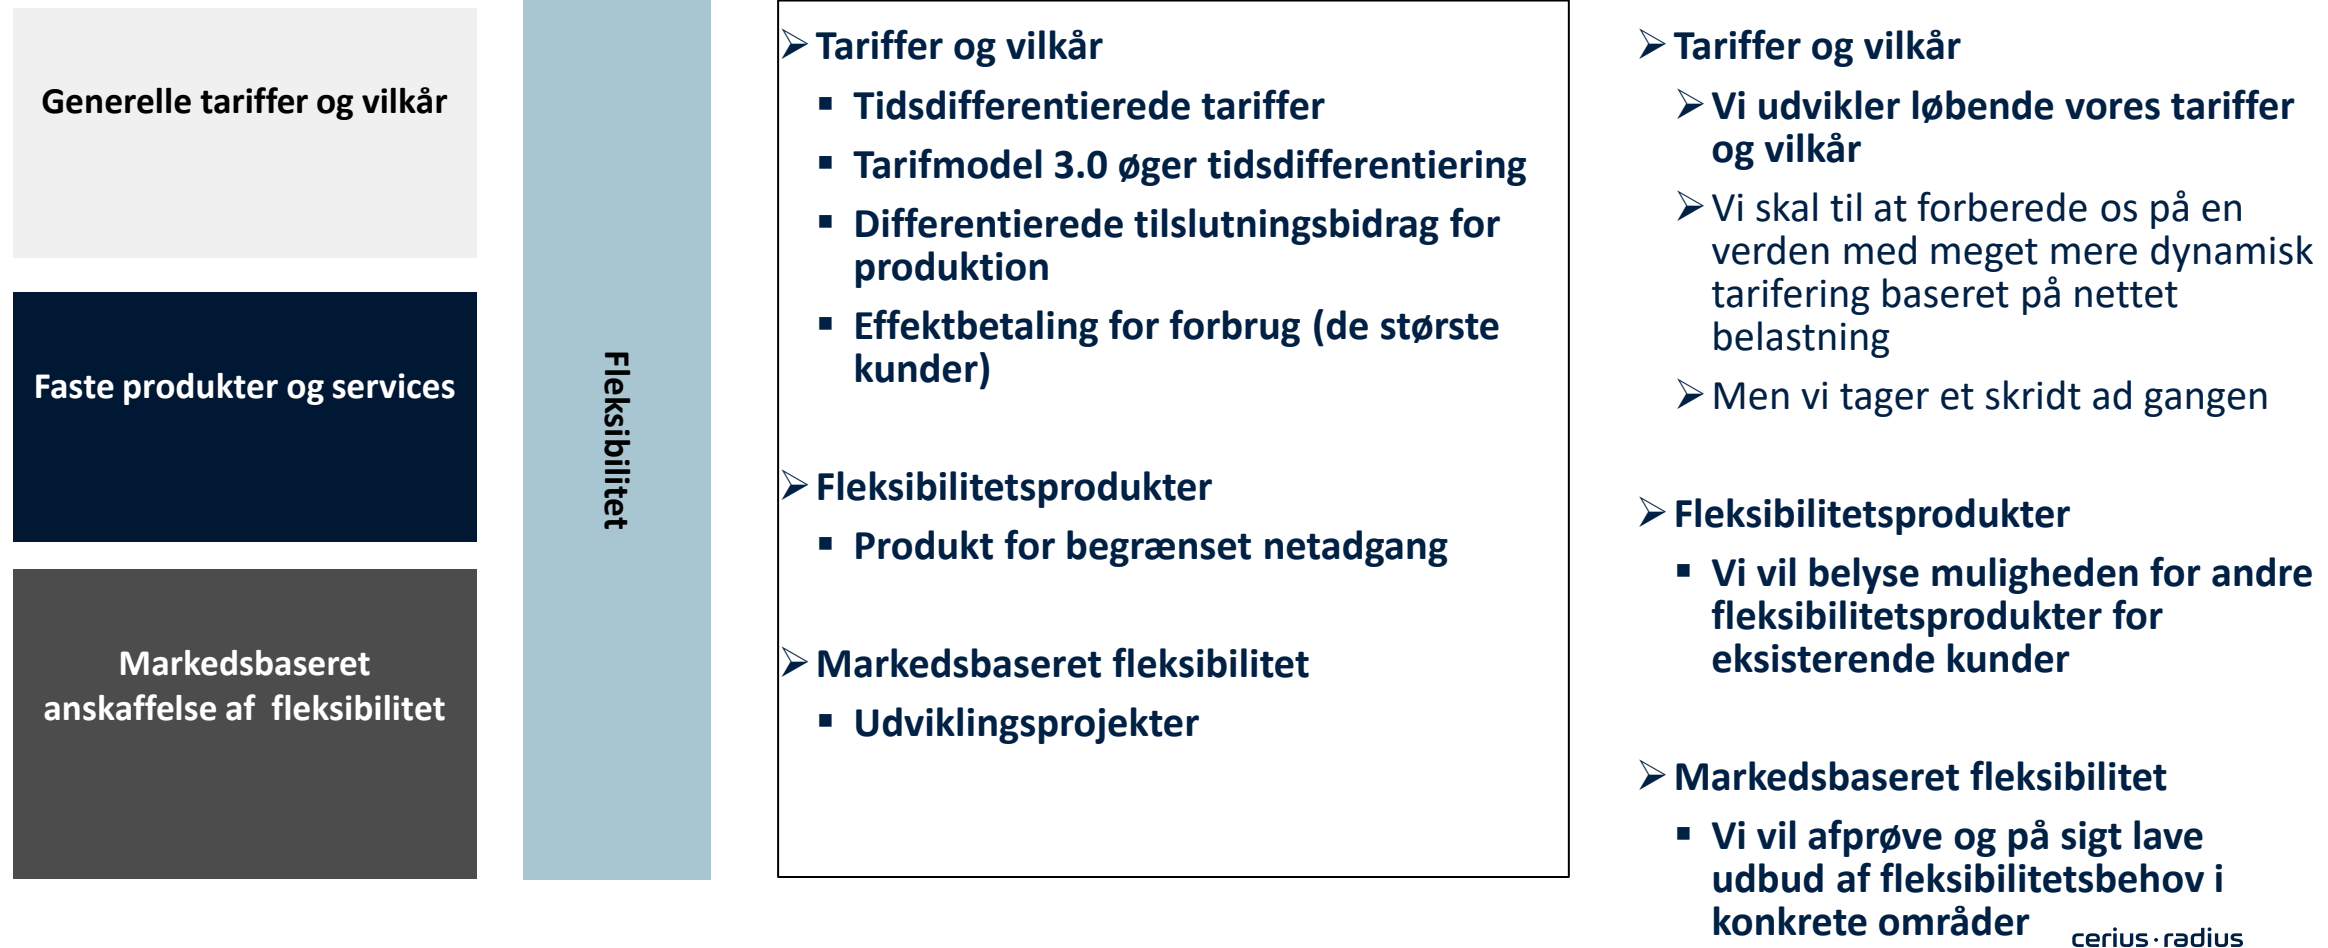 Generelle tariffer og vilkår
Faste produkter og services
Markedsbaseret
anskaffelse af  fleksibilitet
Fleksibilitet
Tariffer og vilkår
Tidsdifferentierede tariffer
Tarifmodel 3.0 øger tidsdifferentiering
Differentierede tilslutningsbidrag for
produktion
Effektbetaling for forbrug (de største
kunder)
Fleksibilitetsprodukter
Produkt for begrænset netadgang
Markedsbaseret fleksibilitet
Udviklingsprojekter
Tariffer og vilkår
Vi udvikler løbende vores tariffer
og vilkår
Vi skal til at forberede os på en
verden med meget mere dynamisk
tarifering baseret på nettet
belastning
Men vi tager et skridt ad gangen
Fleksibilitetsprodukter
Vi vil belyse muligheden for andre
fleksibilitetsprodukter for
eksisterende kunder
Markedsbaseret fleksibilitet
Vi vil afprøve og på sigt lave
udbud af fleksibilitetsbehov i
konkrete områder
cerius·radius